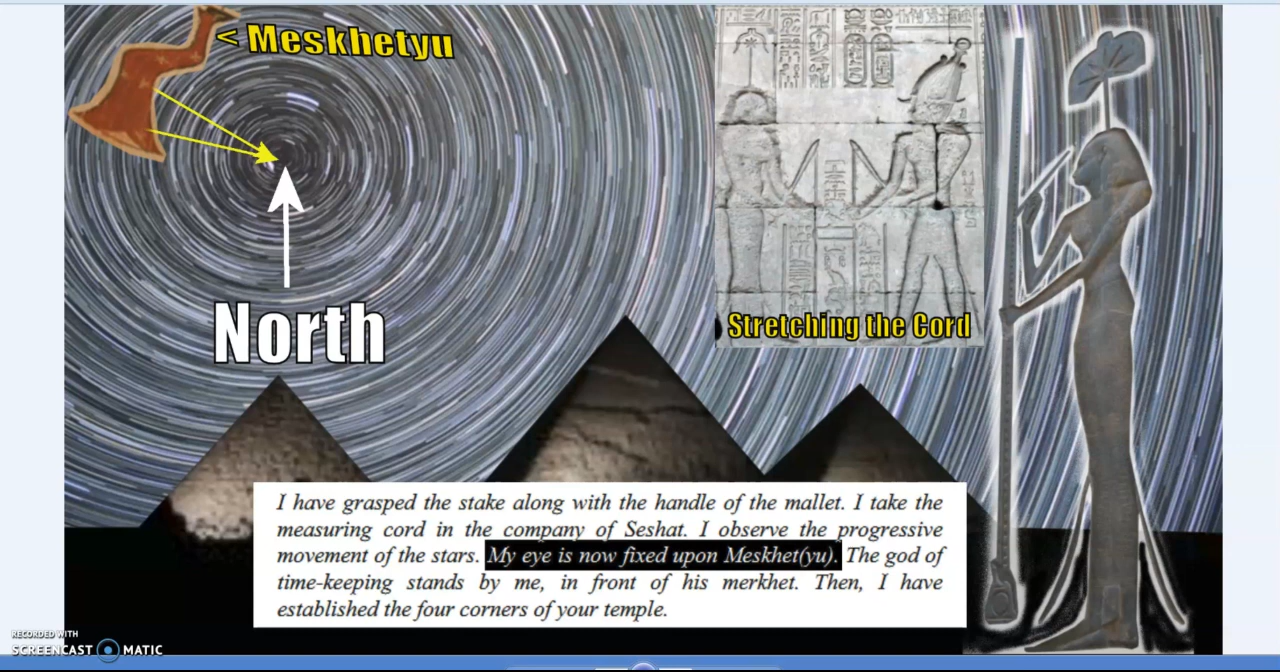 < Meskhetyu
North
Stretching the Cord
I have grasped the stake along with the handle of the mallet. I take the
measuring cord in the company of Seshat. I observe the progressive
movement of the stars. My eye is now fixed upon Meskhet(yu). The god of
time-keeping stands by me, in front of his merkhet. Then, I have
established the four corners of your temple.
RECORDED WITH
SCREENCAST MATIC